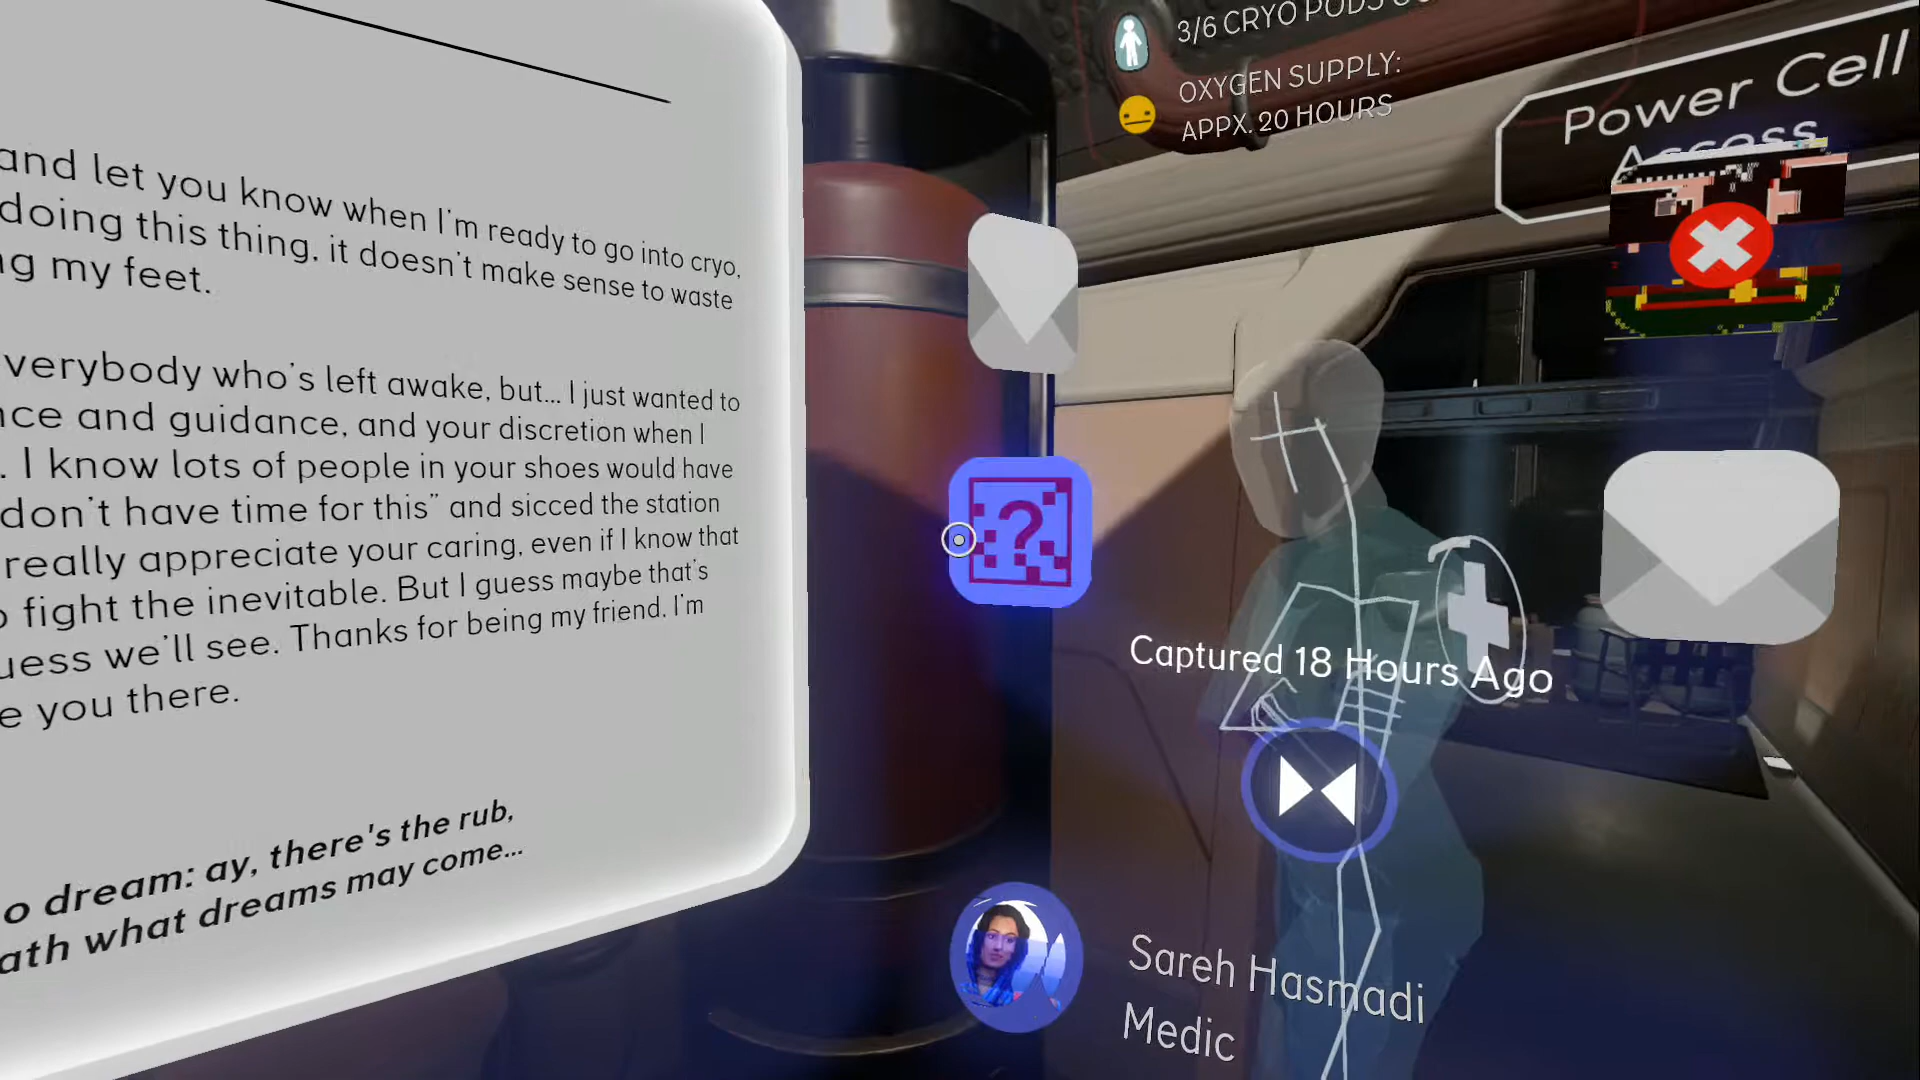 and let you know when I'm ready to go into cryo,
doing this thing, it doesn't make sense to waste
my feet.
who's left awake, but... I just wanted to
and guidance, and your discretion when I
. I know lots of people in your shoes would have
don't have time for this" and sicced the station
really appreciate your caring, even if I know that
fight the inevitable. But I guess maybe that's
we'll see. Thanks for being my friend. I'm
you there.
dream: ay, there's the rub,
what dreams may come...
3/6 CRYO PODS
OXYGEN SUPPLY:
APPX. 20 HOURS
Power Cell
Access
?
Captured 18 Hours Ago
Sareh Hasmadi
Medic